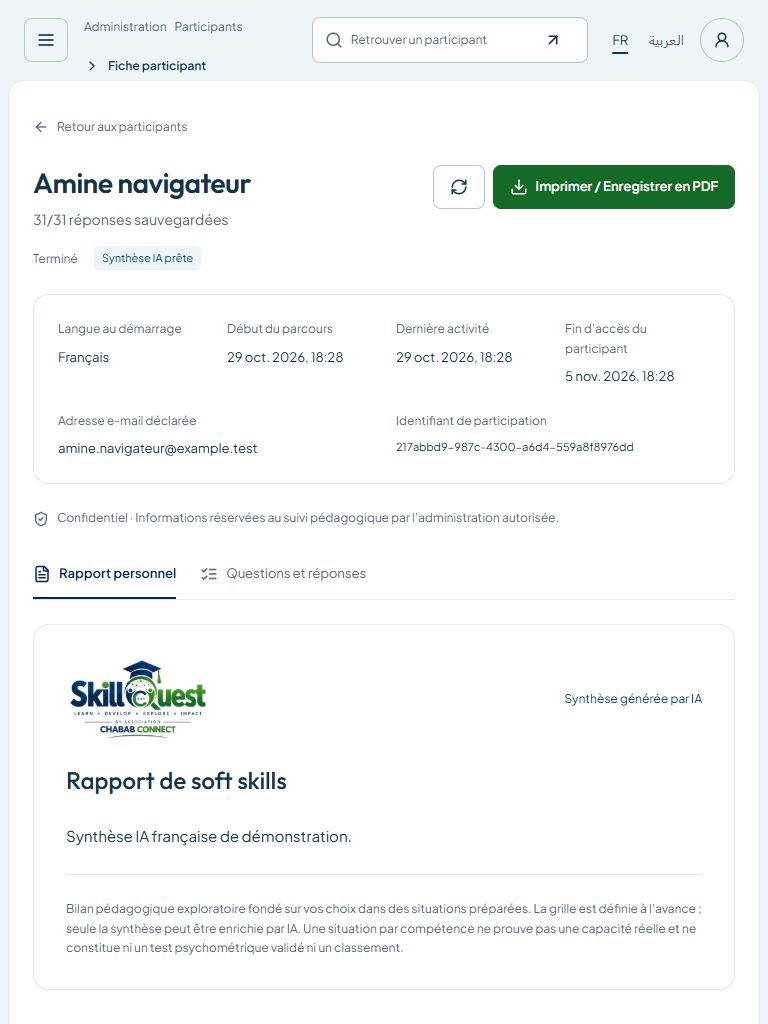 Administration Participants
Fiche participant
Retrouver un participant
FR
العربية
Retour aux participants
Amine navigateur
Imprimer / Enregistrer en PDF
31/31 réponses sauvegardées
Terminé
Synthèse IA prête
Langue au démarrage
Français
Début du parcours
29 oct. 2026, 18:28
Dernière activité
29 oct. 2026, 18:28
Fin d'accès du
participant
5 nov. 2026, 18:28
Adresse e-mail déclarée
amine.navigateur@example.test
Identifiant de participation
217abbd9-987c-4300-a6d4-559a8f8976dd
Confidentiel · Informations réservées au suivi pédagogique par l'administration autorisée.
Rapport personnel
Questions et réponses
SkillQuest
LEARN • DEVELOP • EXPLORE • IMPACT
BY ASSOCIATION
CHABAB CONNECT
Synthèse générée par IA
Rapport de soft skills
Synthèse IA française de démonstration.
Bilan pédagogique exploratoire fondé sur vos choix dans des situations préparées. La grille est définie à l'avance ;
seule la synthèse peut être enrichie par IA. Une situation par compétence ne prouve pas une capacité réelle et ne
constitue ni un test psychométrique validé ni un classement.